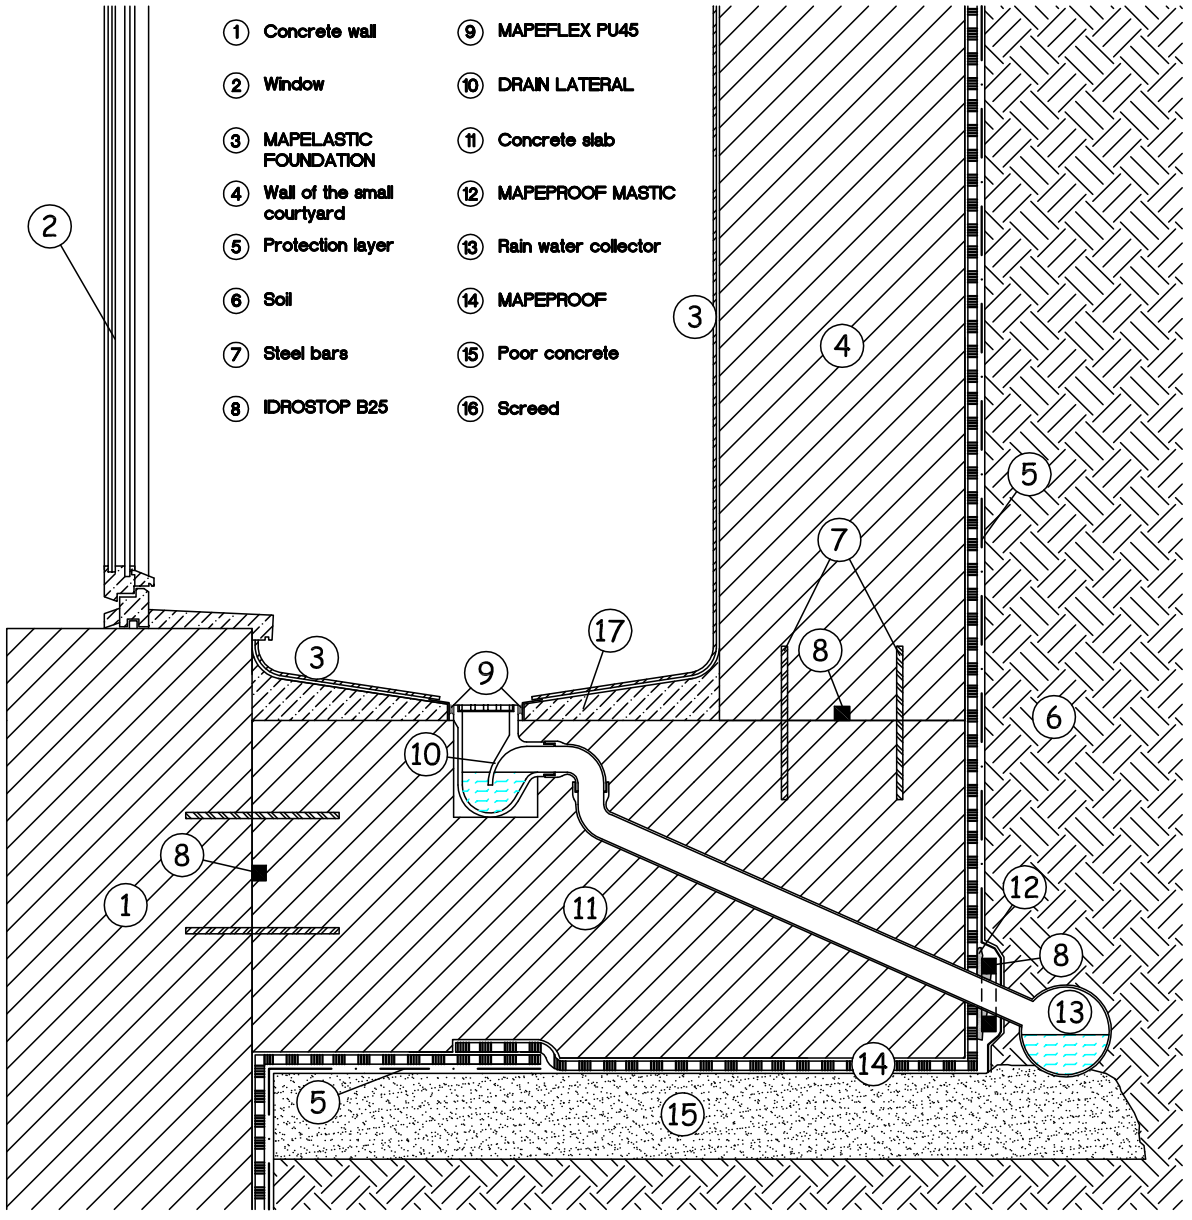 1 Concrete wall
2 Window
3 MAPELASTIC
FOUNDATION
4 Wall of the small
courtyard
5 Protection layer
6 Soil
7 Steel bars
8 IDROSTOP B25
9 MAPEFLEX PU45
10 DRAIN LATERAL
11 Concrete slab
12 MAPEPROOF MASTIC
13 Rain water collector
14 MAPEPROOF
15 Poor concrete
16 Screed
2
3
4
5
7
8
17
3
9
6
10
8
1
11
12
8
13
14
5
15